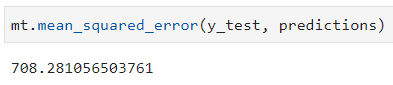 mt.mean_squared_error(y_test, predictions)
708.281056503761